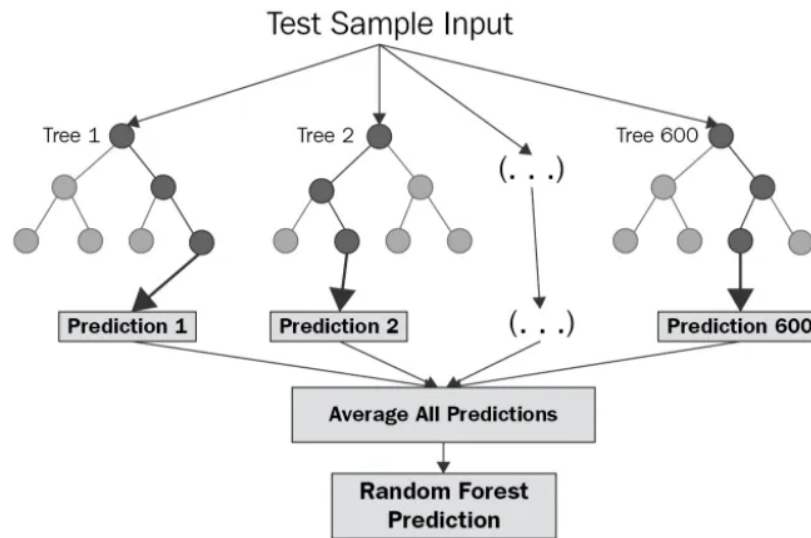 Test Sample Input
Tree 1
Tree 2
Tree 600
(. . .)
Prediction 1
Prediction 2
(. . .)
Prediction 600
Average All Predictions
Random Forest
Prediction